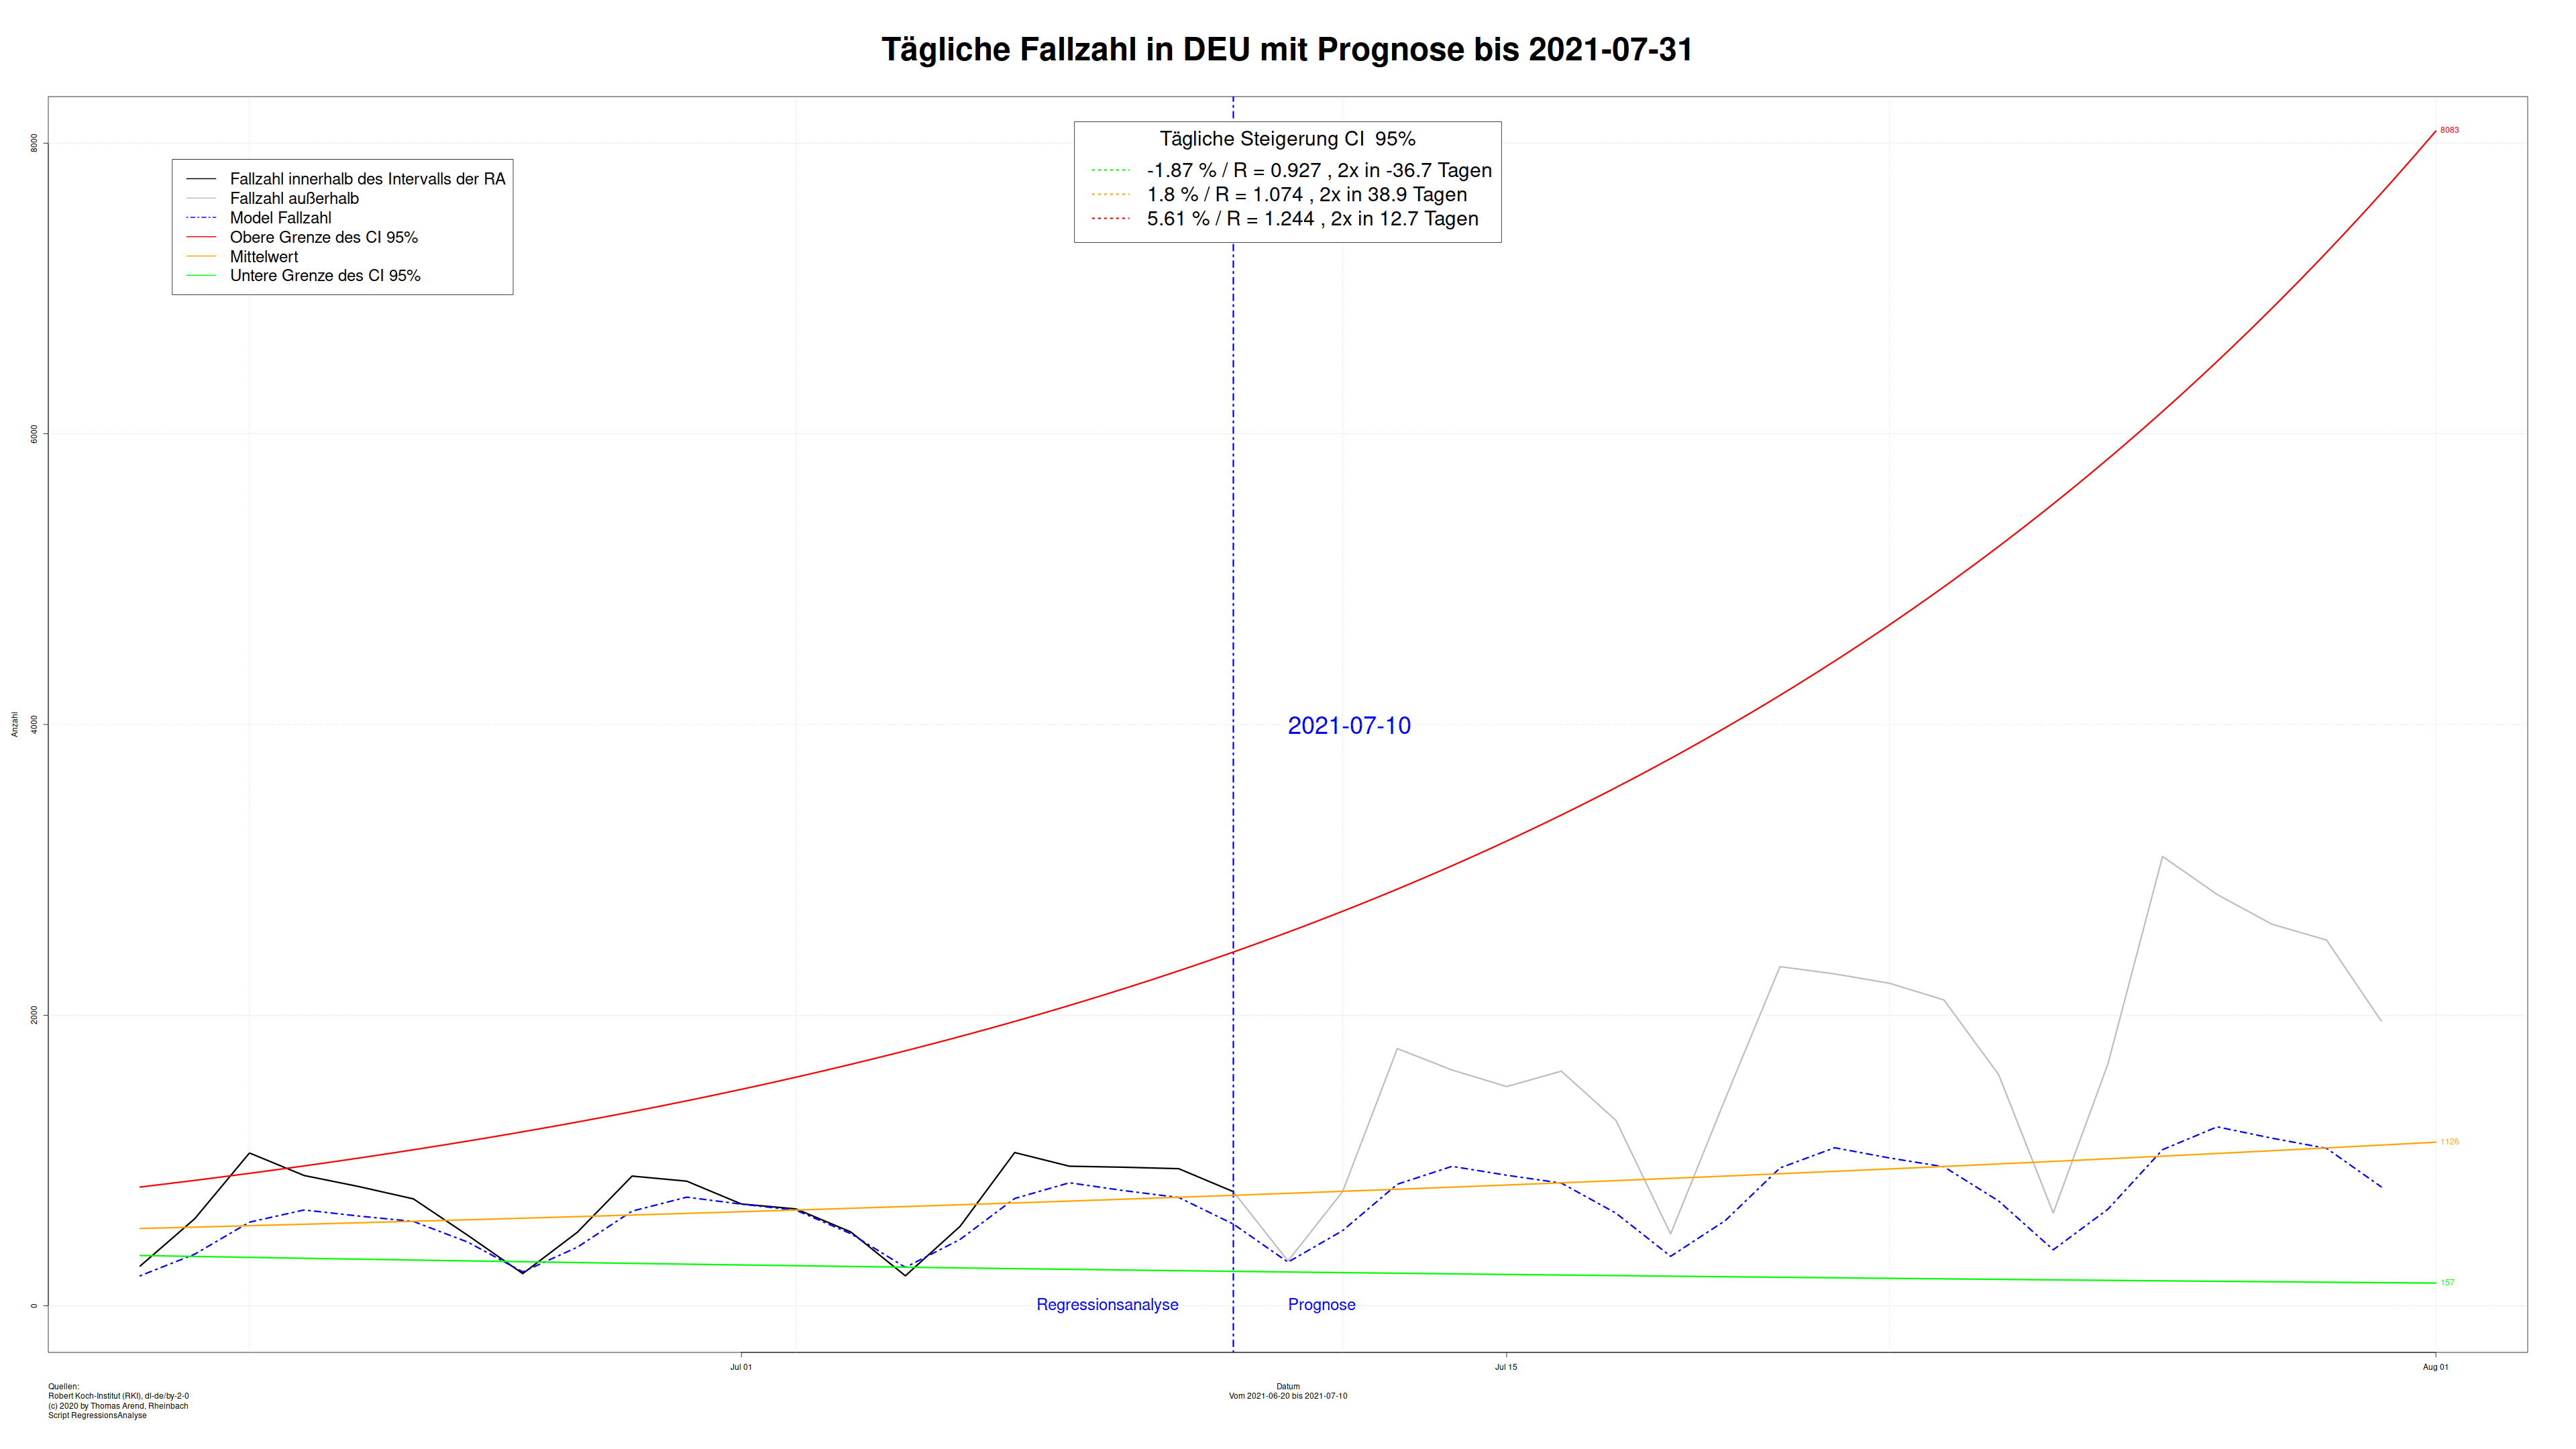 Tägliche Fallzahl in DEU mit Prognose bis 2021-07-31
Tägliche Steigerung CI  95%
-1.87 % / R = 0.927 , 2x in -36.7 Tagen
1.8 % / R = 1.074 , 2x in 38.9 Tagen
5.61 % / R = 1.244 , 2x in 12.7 Tagen
Fallzahl innerhalb des Intervalls der RA
Fallzahl außerhalb
Model Fallzahl
Obere Grenze des CI 95%
Mittelwert
Untere Grenze des CI 95%
8083
8000
6000
4000
2000
0
Anzahl
2021-07-10
1126
157
Regressionsanalyse
Prognose
Jul 01
Jul 15
Aug 01
Datum
Vom 2021-06-20 bis 2021-07-10
Quellen:
Robert Koch-Institut (RKI), dl-de/by-2-0
(c) 2020 by Thomas Arend, Rheinbach
Script RegressionsAnalyse